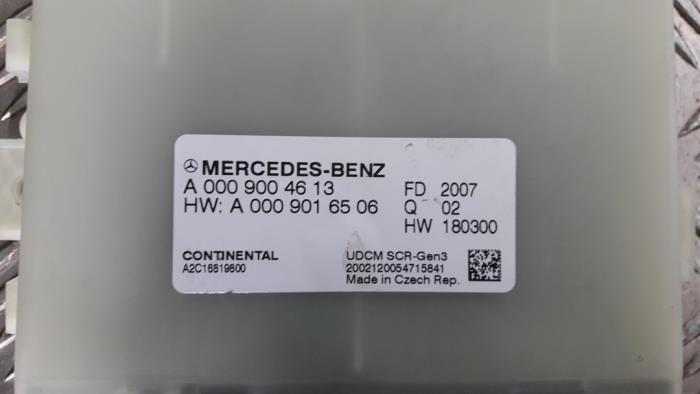 MERCEDES-BENZ
A 000 900 46 13
HW: A 000 901 65 06
FD 2007
Q 02
HW 180300
CONTINENTAL
A2C16819800
UDCM SCR-Gen3
2002120054715841
Made in Czech Rep.